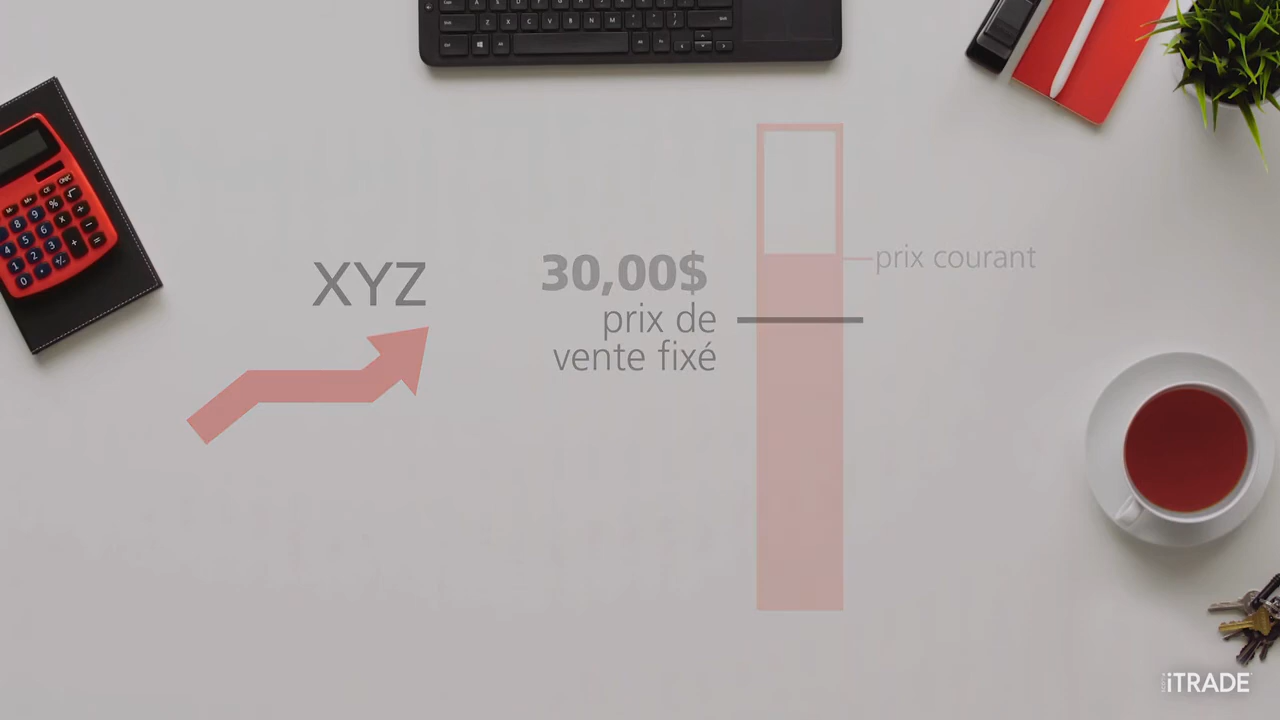 XYZ
30,00$
prix de
vente fixé
prix courant
iTRADE